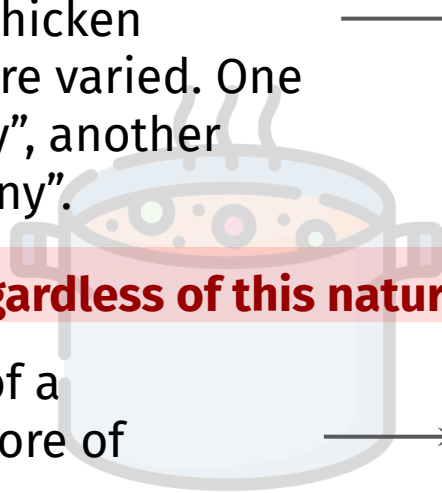 hicken
re varied. One
y”, another
ny”.
gardless of this natur
of a
ore of